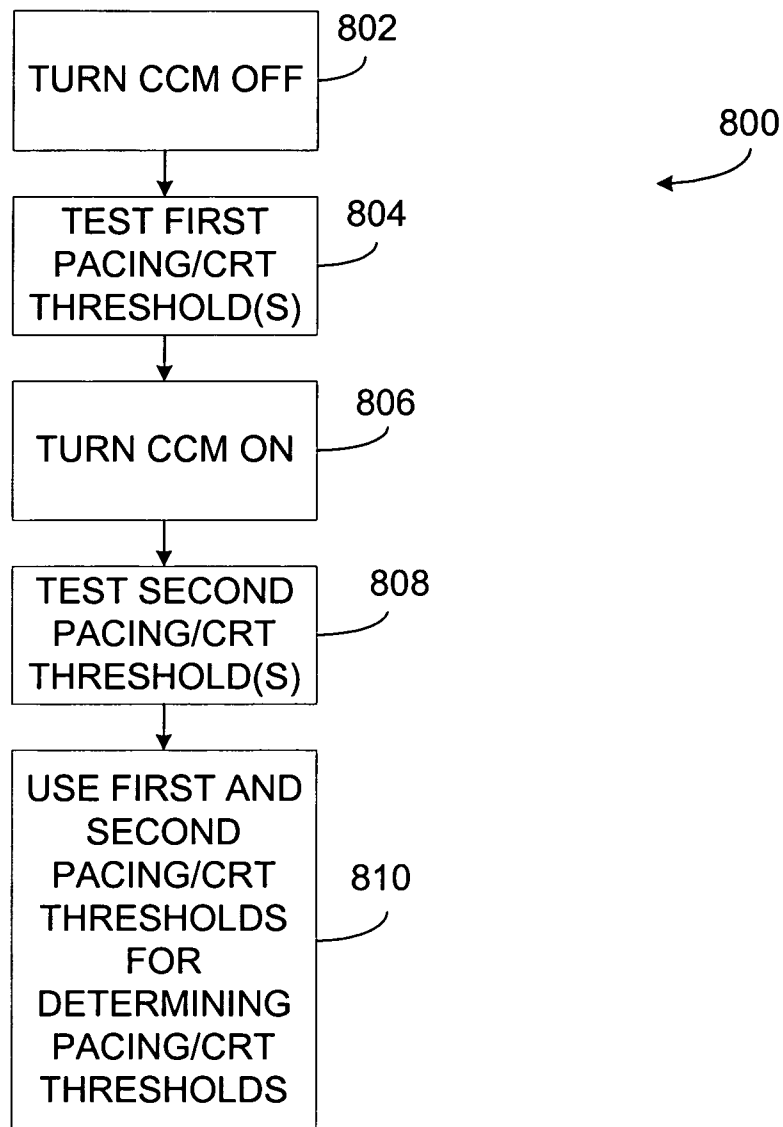 802
TURN CCM OFF
800
804
TEST FIRST
PACING/CRT
THRESHOLD(S)
806
TURN CCM ON
808
TEST SECOND
PACING/CRT
THRESHOLD(S)
USE FIRST AND
SECOND
PACING/CRT
THRESHOLDS
FOR
DETERMINING
PACING/CRT
THRESHOLDS
810